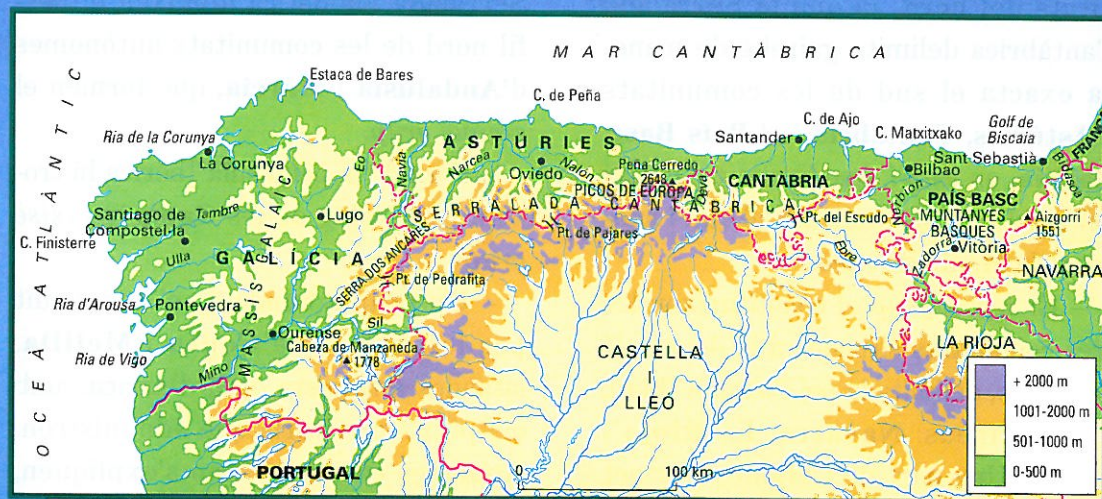 MAR CANTÀBRICA
OCEÀ ATLÀNTIC
Estaca de Bares
C. de Peña
C. de Ajo
C. Matxitxako
Golf de
Biscaia
FRANÇA
Ria de la Corunya
La Corunya
Eo
Navia
ASTÚRIES
Narcea
Nalón
Oviedo
Santander
Sant Sebastià
Bilbao
Bidasoa
Peña Cerredo
2648
PICOS DE EUROPA
Deva
CANTÀBRIA
Nerbion
PAÍS BASC
MUNTANYES
BASQUES
Aizgorri
1551
Santiago de
Compostel·la
Tambre
Lugo
SERRALADA CANTÀBRICA
Pt. de Pajares
Pt. del Escudo
Ebre
Zadorra
Vitòria
C. Finisterre
Ulla
GALÍCIA
MASSÍS GALAIC
SERRA DOS ANCARES
Pt. de Pedrafita
NAVARRA
Ria d'Arousa
Pontevedra
Ourense
Sil
Cabeza de Manzaneda
1778
Ria de Vigo
Miño
CASTELLA
I
LLEÓ
LA RIOJA
PORTUGAL
0 100 km
+ 2000 m
1001-2000 m
501-1000 m
0-500 m